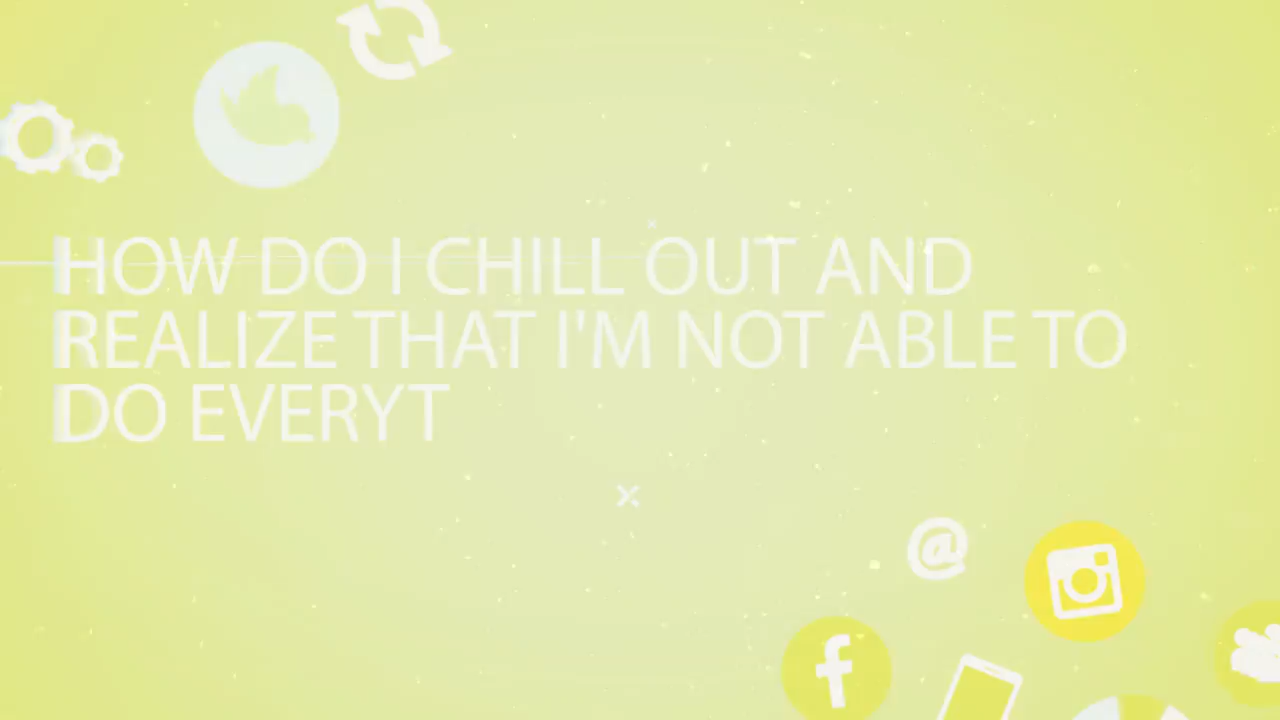 HOW DO I CHILL OUT AND
REALIZE THAT I'M NOT ABLE TO
DO EVERYT